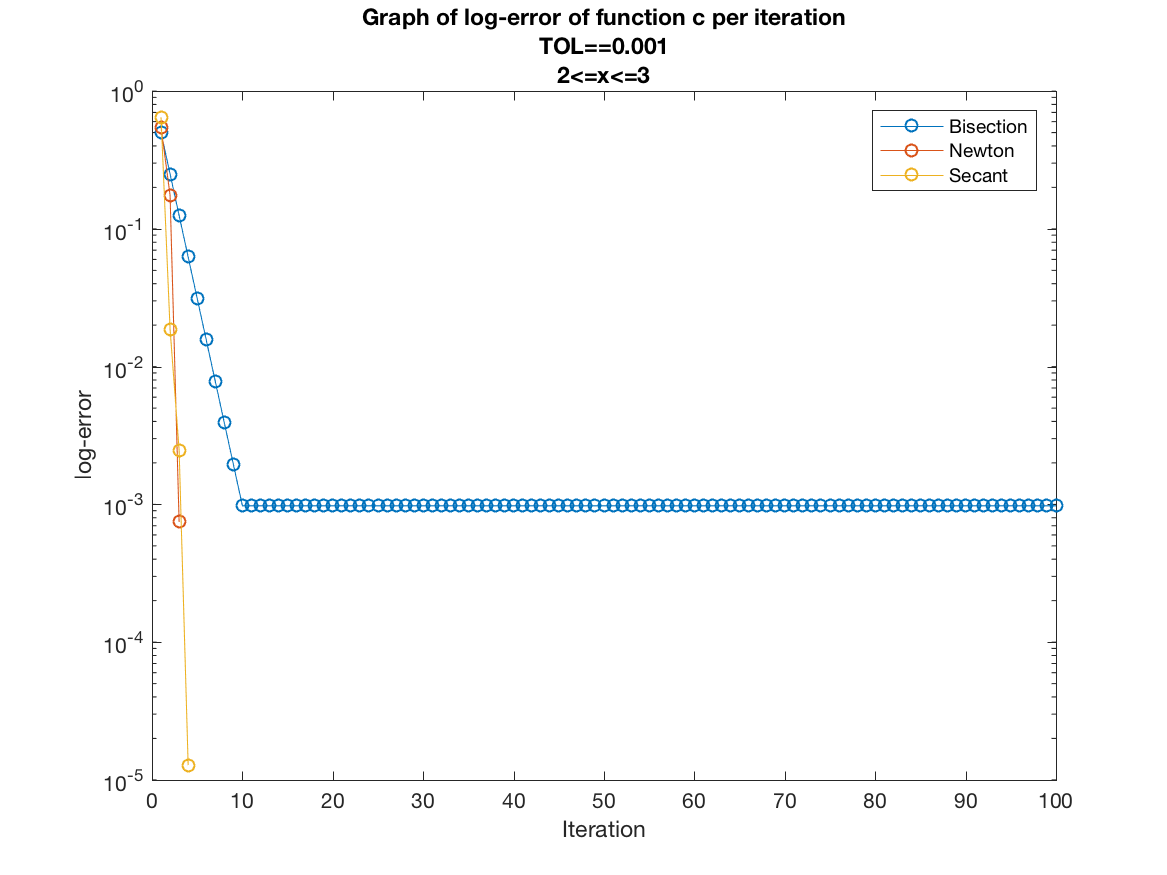 Graph of log-error of function c per iteration
TOL==0.001
2<=x<=3
Bisection
Newton
Secant
log-error
10^0
10^-1
10^-2
10^-3
10^-4
10^-5
0 10 20 30 40 50 60 70 80 90 100
Iteration